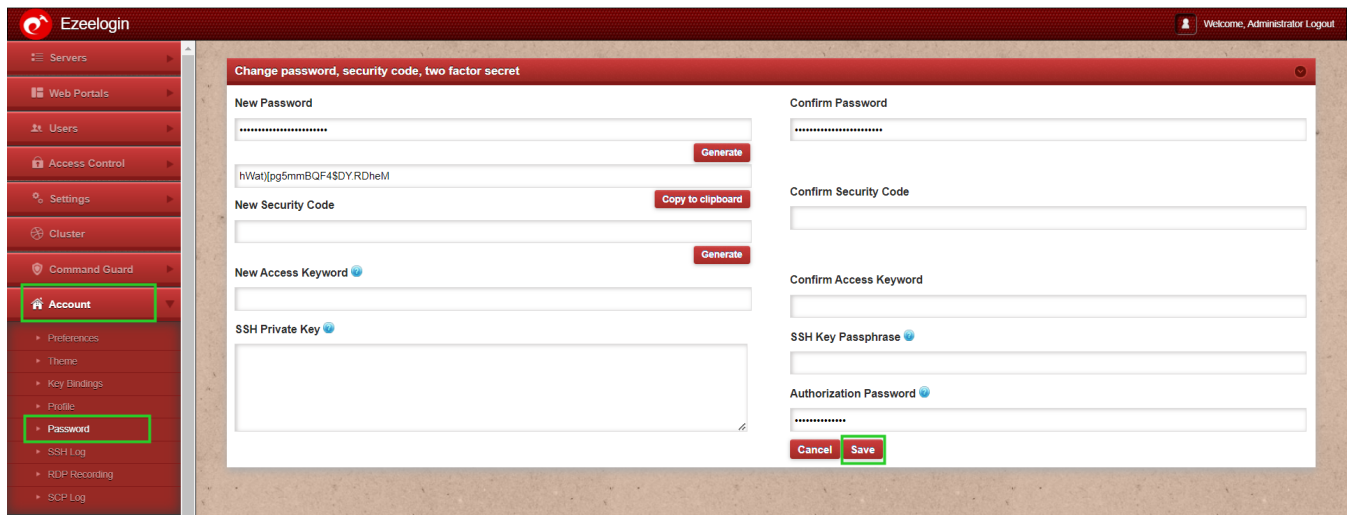 Ezeelogin
Welcome, Administrator Logout
Servers
Web Portals
Users
Access Control
Settings
Cluster
Command Guard
Account
Preferences
Theme
Key Bindings
Profile
Password
SSH Log
RDP Recording
SCP Log
Change password, security code, two factor secret
New Password
Confirm Password
••••••••••••••••••••••••
••••••••••••••••••••••••
Generate
hWat)[pg5mmBQF4$DY.RDheM
Copy to clipboard
New Security Code
Confirm Security Code
Generate
New Access Keyword
Confirm Access Keyword
SSH Private Key
SSH Key Passphrase
Authorization Password
••••••••••••••
Cancel
Save